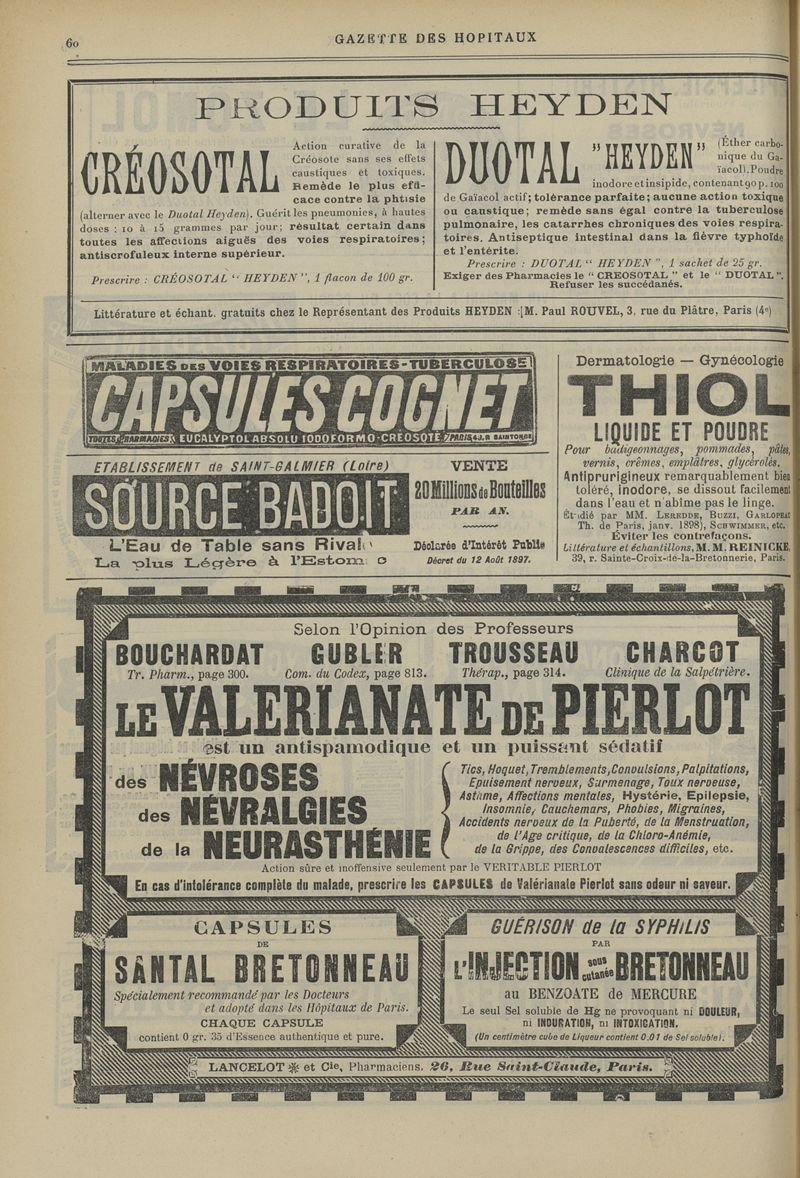 60
GAZETTE DES HOPITAUX
PRODUITS HEYDEN
CRÉOSOTAL
Action curative de la
Créosote sans ses effets
caustiques et toxiques.
Remède le plus effi-
cace contre la phtisie
(alterner avec le Duotal Heyden). Guérit les pneumonies, à hautes
doses : 10 à 15 grammes par jour; résultat certain dans
toutes les affections aiguës des voies respiratoires;
antiscrofuleux interne supérieur.
Prescrire : CRÉOSOTAL “ HEYDEN ”, 1 flacon de 100 gr.
DUOTAL "HEYDEN"
(Éther carbo-
nique du Ga-
ïacol). Poudre
inodore et insipide, contenant 90 p. 100
de Gaïacol actif; tolérance parfaite; aucune action toxique
ou caustique; remède sans égal contre la tuberculose
pulmonaire, les catarrhes chroniques des voies respira-
toires. Antiseptique intestinal dans la fièvre typhoïde
et l'entérite.
Prescrire : DUOTAL “ HEYDEN ”, 1 sachet de 25 gr.
Exiger des Pharmacies le “ CREOSOTAL ” et le “ DUOTAL ”.
Refuser les succédanés.
Littérature et échant. gratuits chez le Représentant des Produits HEYDEN : M. Paul ROUVEL, 3, rue du Plâtre, Paris (4e)
MALADIES DES VOIES RESPIRATOIRES-TUBERCULOSE
CAPSULES COGNET
TOUTES PHARMACIES EUCALYPTOL ABSOLU IODOFORMO-CRÉOSOTÉ PARIS, 43, R. SAINTONGE
ETABLISSEMENT de SAINT-GALMIER (Loire)
SOURCE BADOIT
L'Eau de Table sans Rivale
La plus Légère à l'Estom c
VENTE
20 Millions de Bouteilles
PAR AN.
Déclarée d'Intérêt Public
Décret du 12 Août 1897.
Dermatologie — Gynécologie
THIOL
LIQUIDE ET POUDRE
Pour badigeonnages, pommades, pâtes,
vernis, crèmes, emplâtres, glycérolés.
Antiprurigineux remarquablement bien
toléré, inodore, se dissout facilement
dans l'eau et n'abîme pas le linge.
Étudié par MM. LEREDDE, BUZZI, GARLOPEAU
Th. de Paris, janv. 1898), SCHWIMMER, etc.
Éviter les contrefaçons.
Littérature et échantillons, M. M. REINICKE,
39, r. Sainte-Croix-de-la-Bretonnerie, Paris.
Selon l'Opinion des Professeurs
BOUCHARDAT GUBLER TROUSSEAU CHARCOT
Tr. Pharm., page 300. Com. du Codex, page 813. Thérap., page 314. Clinique de la Salpétrière.
LE VALERIANATE DE PIERLOT
est un antispamodique et un puissant sédatif
des NÉVROSES
des NÉVRALGIES
de la NEURASTHÉNIE
Tics, Hoquet, Tremblements, Convulsions, Palpitations,
Epuisement nerveux, Surmenage, Toux nerveuse,
Asthme, Affections mentales, Hystérie, Epilepsie,
Insomnie, Cauchemars, Phobies, Migraines,
Accidents nerveux de la Puberté, de la Menstruation,
de l'Age critique, de la Chloro-Anémie,
de la Grippe, des Convalescences difficiles, etc.
Action sûre et inoffensive seulement par le VERITABLE PIERLOT
En cas d'intolérance complète du malade, prescrire les CAPSULES de Valérianate Pierlot sans odeur ni saveur.
CAPSULES
DE
SANTAL BRETONNEAU
Spécialement recommandé par les Docteurs
et adopté dans les Hôpitaux de Paris.
CHAQUE CAPSULE
contient 0 gr. 35 d'Essence authentique et pure.
GUÉRISON de la SYPHILIS
PAR
L'INJECTION sous cutanée BRETONNEAU
au BENZOATE de MERCURE
Le seul Sel soluble de Hg ne provoquant ni DOULEUR,
ni INDURATION, ni INTOXICATION.
(Un centimètre cube de Liqueur contient 0.01 de Sel soluble).
LANCELOT et Cie, Pharmaciens, 26, Rue Saint-Claude, Paris.